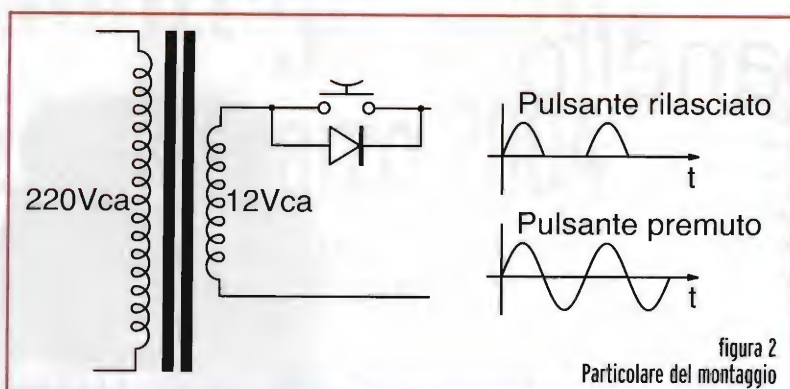 220Vca
12Vca
Pulsante rilasciato
t
Pulsante premuto
t
figura 2
Particolare del montaggio